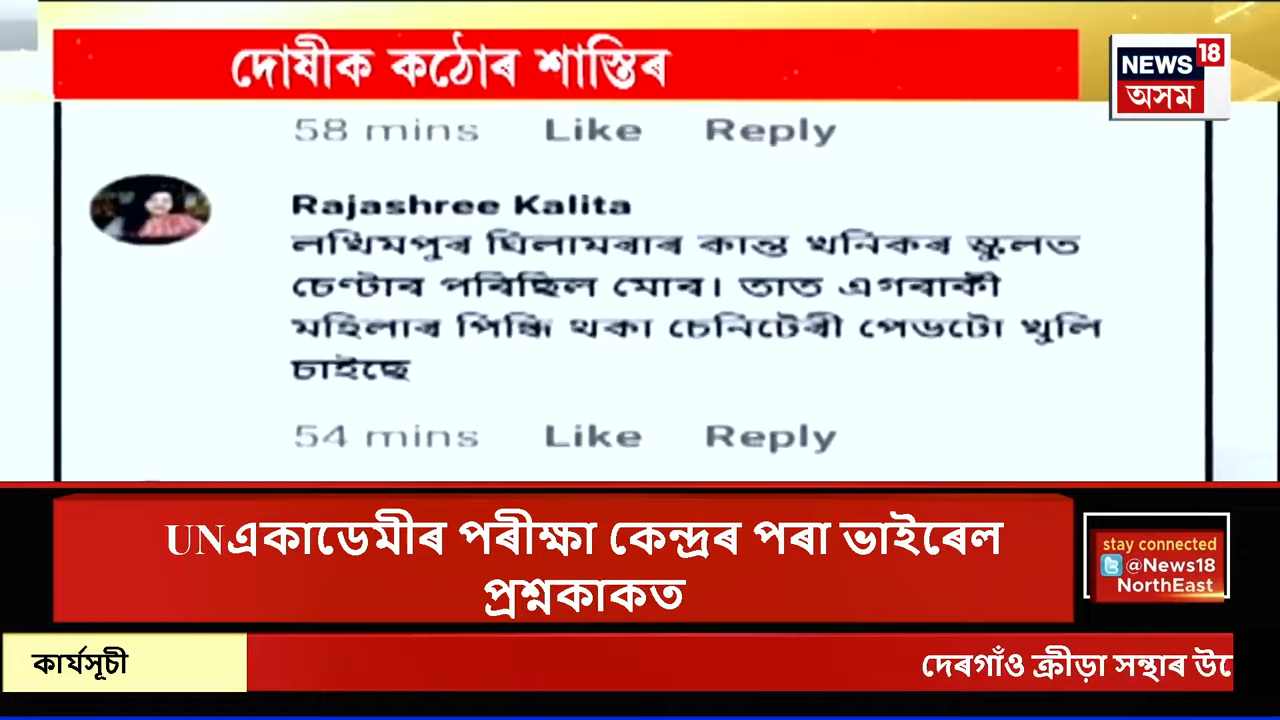 দোষীক কঠোৰ শাস্তিৰ
NEWS 18
অসম
58 mins Like Reply
Rajashree Kalita
লখিমপুৰ ঘিলামৰাৰ কান্ত খনিকৰ স্কুলত
চেণ্টাৰ পৰিছিল মোৰ। তাত এগৰাকী
মহিলাৰ পিন্ধি থকা চেনিটেৰী পেডটো খুলি
চাইছে
54 mins Like Reply
UNএকাডেমীৰ পৰীক্ষা কেন্দ্ৰৰ পৰা ভাইৰেল
প্ৰশ্নকাকত
stay connected
@News18
NorthEast
কাৰ্যসূচী
দেৰগাঁও ক্ৰীড়া সন্থাৰ